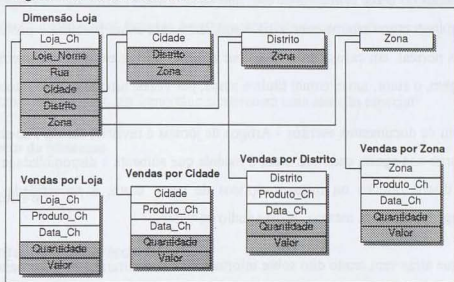 Dimensão Loja
Loja_Ch
Loja_Nome
Rua
Cidade
Distrito
Zona
Cidade
Distrito
Zona
Distrito
Zona
Zona
Vendas por Loja
Loja_Ch
Produto_Ch
Data_Ch
Quantidade
Valor
Vendas por Cidade
Cidade
Produto_Ch
Data_Ch
Quantidade
Valor
Vendas por Distrito
Distrito
Produto_Ch
Data_Ch
Quantidade
Valor
Vendas por Zona
Zona
Produto_Ch
Data_Ch
Quantidade
Valor